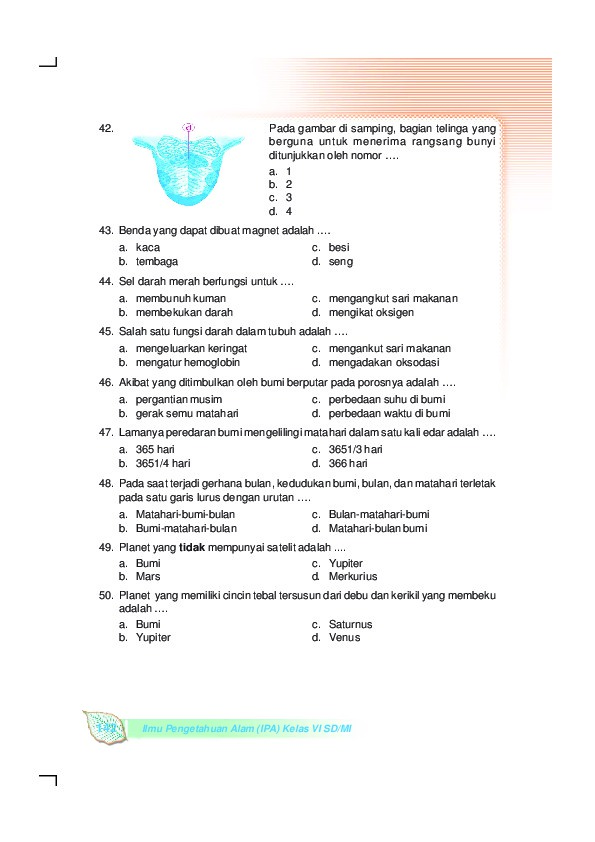 42.
a
Pada gambar di samping, bagian telinga yang
berguna untuk menerima rangsang bunyi
ditunjukkan oleh nomor ….
a. 1
b. 2
c. 3
d. 4
43. Benda yang dapat dibuat magnet adalah ….
a. kaca c. besi
b. tembaga d. seng
44. Sel darah merah berfungsi untuk ….
a. membunuh kuman c. mengangkut sari makanan
b. membekukan darah d. mengikat oksigen
45. Salah satu fungsi darah dalam tubuh adalah ….
a. mengeluarkan keringat c. mengankut sari makanan
b. mengatur hemoglobin d. mengadakan oksodasi
46. Akibat yang ditimbulkan oleh bumi berputar pada porosnya adalah ….
a. pergantian musim c. perbedaan suhu di bumi
b. gerak semu matahari d. perbedaan waktu di bumi
47. Lamanya peredaran bumi mengelilingi matahari dalam satu kali edar adalah ….
a. 365 hari c. 3651/3 hari
b. 3651/4 hari d. 366 hari
48. Pada saat terjadi gerhana bulan, kedudukan bumi, bulan, dan matahari terletak
pada satu garis lurus dengan urutan ….
a. Matahari-bumi-bulan c. Bulan-matahari-bumi
b. Bumi-matahari-bulan d. Matahari-bulan bumi
49. Planet yang tidak mempunyai satelit adalah ....
a. Bumi c. Yupiter
b. Mars d. Merkurius
50. Planet yang memiliki cincin tebal tersusun dari debu dan kerikil yang membeku
adalah ….
a. Bumi c. Saturnus
b. Yupiter d. Venus
Ilmu Pengetahuan Alam (IPA) Kelas VI SD/MI